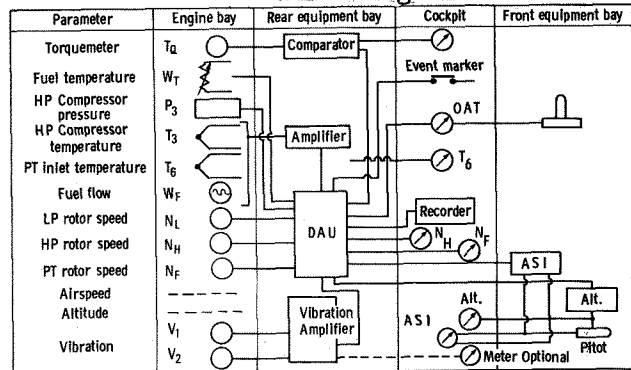 Parameter Engine bay Rear equipment bay Cockpit Front equipment bay
Torquemeter TQ Comparator
Event marker
Fuel temperature WT
HP Compressor
pressure P3
OAT
HP Compressor
temperature T3 Amplifier
PT inlet temperature T6 T6
Fuel flow WF
LP rotor speed NL DAU Recorder
HP rotor speed NH NH NF
PT rotor speed NF ASI
Airspeed
Altitude Alt. Alt.
Vibration V1 Vibration
Amplifier ASI
Pitot
V2 Meter Optional